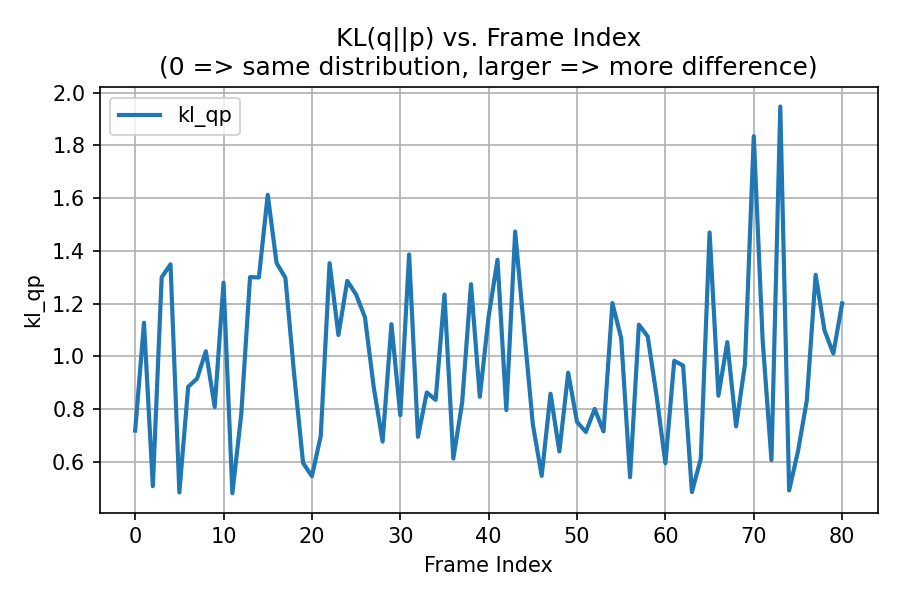 KL(q||p) vs. Frame Index
(0 => same distribution, larger => more difference)
kl_qp
kl_qp
2.0
1.8
1.6
1.4
1.2
1.0
0.8
0.6
0 10 20 30 40 50 60 70 80
Frame Index